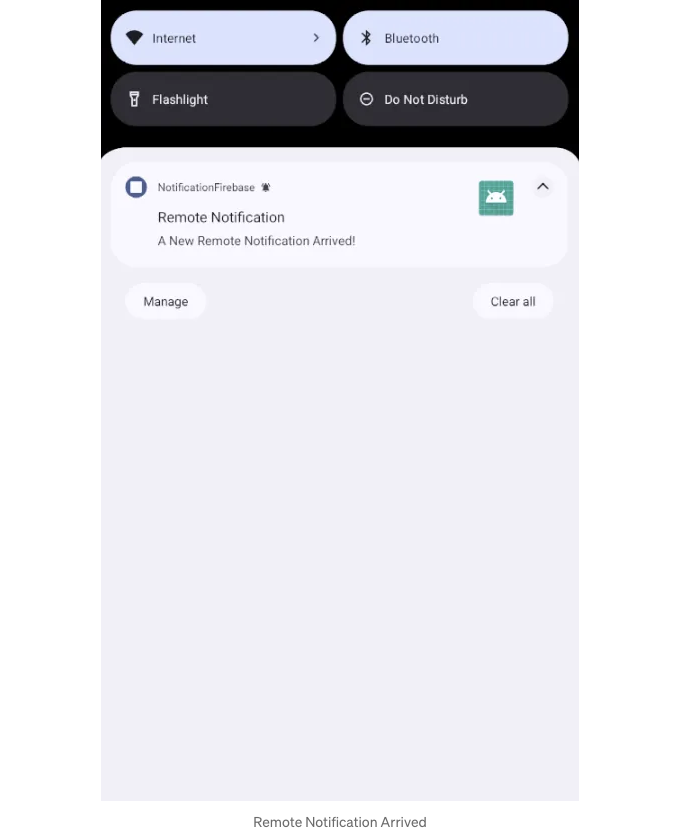 Internet
Bluetooth
Flashlight
Do Not Disturb
NotificationFirebase
Remote Notification
A New Remote Notification Arrived!
Manage
Clear all
Remote Notification Arrived